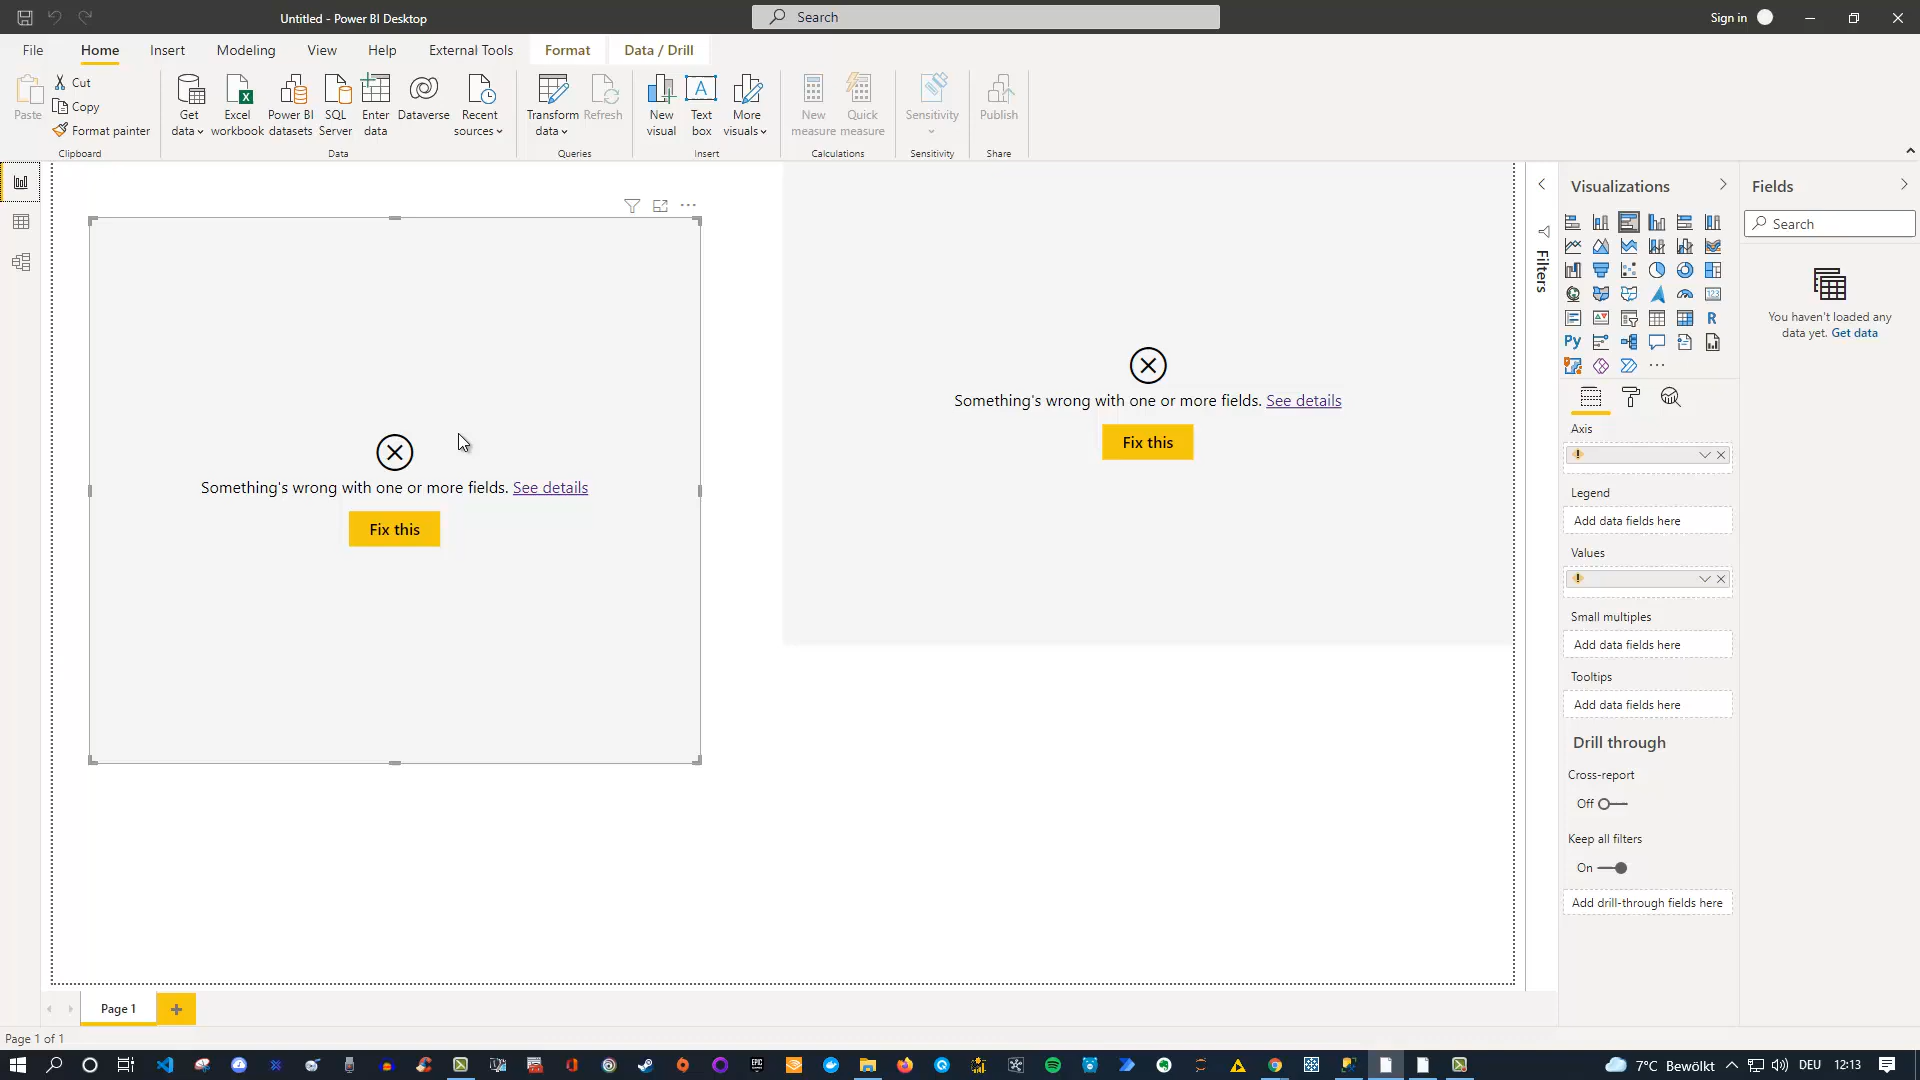 Untitled - Power BI Desktop
Search
Sign in
File
Home
Insert
Modeling
View
Help
External Tools
Format
Data / Drill
Paste
Cut
Copy
Format painter
Clipboard
Get data
Excel workbook
Power BI datasets
SQL Server
Enter data
Dataverse
Recent sources
Data
Transform data
Refresh
Queries
New visual
Text box
More visuals
Insert
New measure
Quick measure
Calculations
Sensitivity
Sensitivity
Publish
Share
Something's wrong with one or more fields. See details
Fix this
Something's wrong with one or more fields. See details
Fix this
Filters
Visualizations
R
Py
Axis
Legend
Add data fields here
Values
Small multiples
Add data fields here
Tooltips
Add data fields here
Drill through
Cross-report
Off
Keep all filters
On
Add drill-through fields here
Fields
Search
You haven't loaded any
data yet. Get data
Page 1
Page 1 of 1
7°C Bewölkt
DEU
12:13